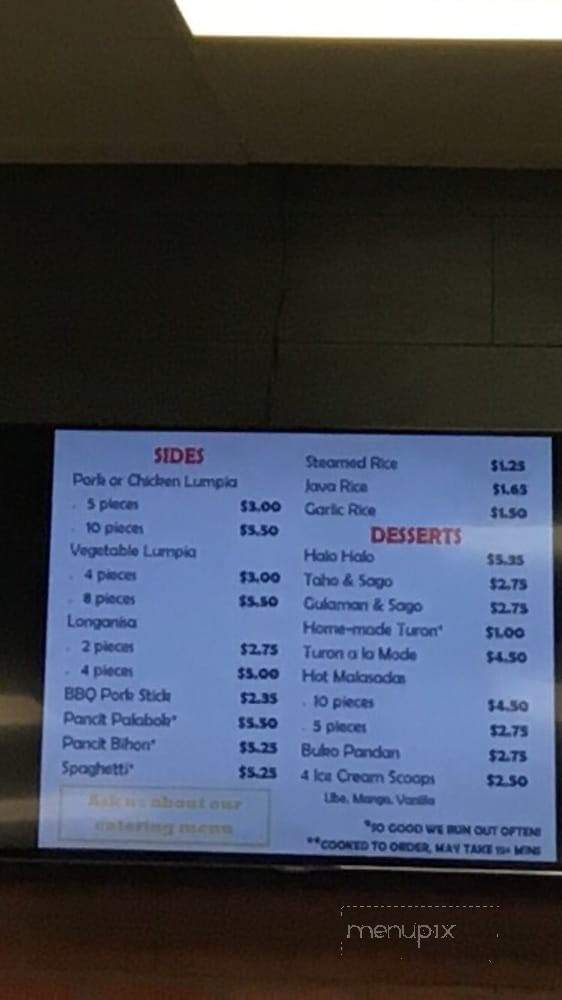 SIDES
Pork or Chicken Lumpia
. 5 pieces $3.00
. 10 pieces $5.50
Vegetable Lumpia
. 4 pieces $3.00
. 8 pieces $5.50
Longanisa
. 2 pieces $2.75
. 4 pieces $5.00
BBQ Pork Stick $2.35
Pancit Palabok* $5.50
Pancit Bihon* $5.25
Spaghetti* $5.25
Ask us about our
catering menu
Steamed Rice $1.25
Java Rice $1.65
Garlic Rice $1.50
DESSERTS
Halo Halo $5.35
Taho & Sago $2.75
Gulaman & Sago $2.75
Home-made Turon* $1.00
Turon a la Mode $4.50
Hot Malasadas
. 10 pieces $4.50
. 5 pieces $2.75
Buko Pandan $2.75
4 Ice Cream Scoops $2.50
Ube, Mango, Vanilla
*SO GOOD WE RUN OUT OFTEN!
**COOKED TO ORDER, MAY TAKE 15+ MINS
menupix